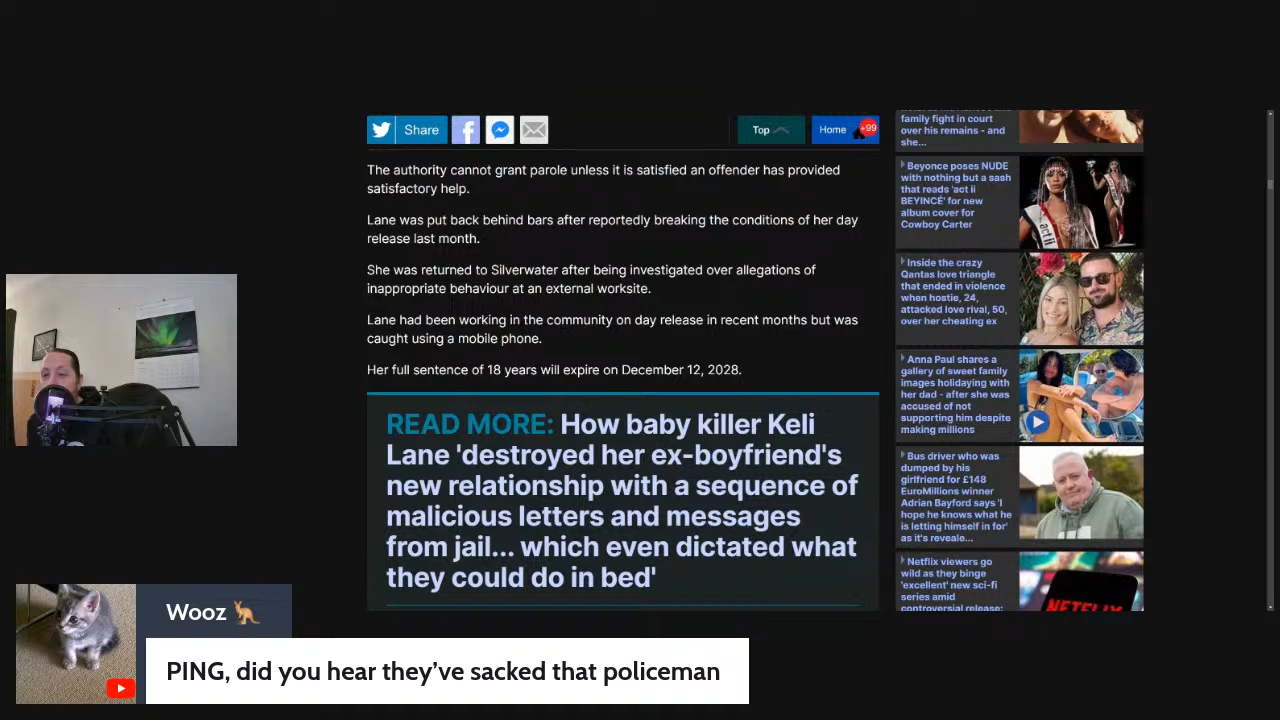 Share
Top
Home
+99
The authority cannot grant parole unless it is satisfied an offender has provided
satisfactory help.
Lane was put back behind bars after reportedly breaking the conditions of her day
release last month.
She was returned to Silverwater after being investigated over allegations of
inappropriate behaviour at an external worksite.
Lane had been working in the community on day release in recent months but was
caught using a mobile phone.
Her full sentence of 18 years will expire on December 12, 2028.
READ MORE: How baby killer Keli
Lane 'destroyed her ex-boyfriend's
new relationship with a sequence of
malicious letters and messages
from jail... which even dictated what
they could do in bed'
family fight in court
over his remains - and
she...
Beyonce poses NUDE
with nothing but a sash
that reads 'act ii
BEYINCÉ' for new
album cover for
Cowboy Carter
Inside the crazy
Qantas love triangle
that ended in violence
when hostie, 24,
attacked love rival, 50,
over her cheating ex
Anna Paul shares a
gallery of sweet family
images holidaying with
her dad - after she was
accused of not
supporting him despite
making millions
Bus driver who was
dumped by his
girlfriend for £148
EuroMillions winner
Adrian Bayford says 'I
hope he knows what he
is letting himself in for'
as it's reveale...
Netflix viewers go
wild as they binge
'excellent' new sci-fi
series amid
controversial release:
NETFLIX
Wooz 🦘
PING, did you hear they've sacked that policeman